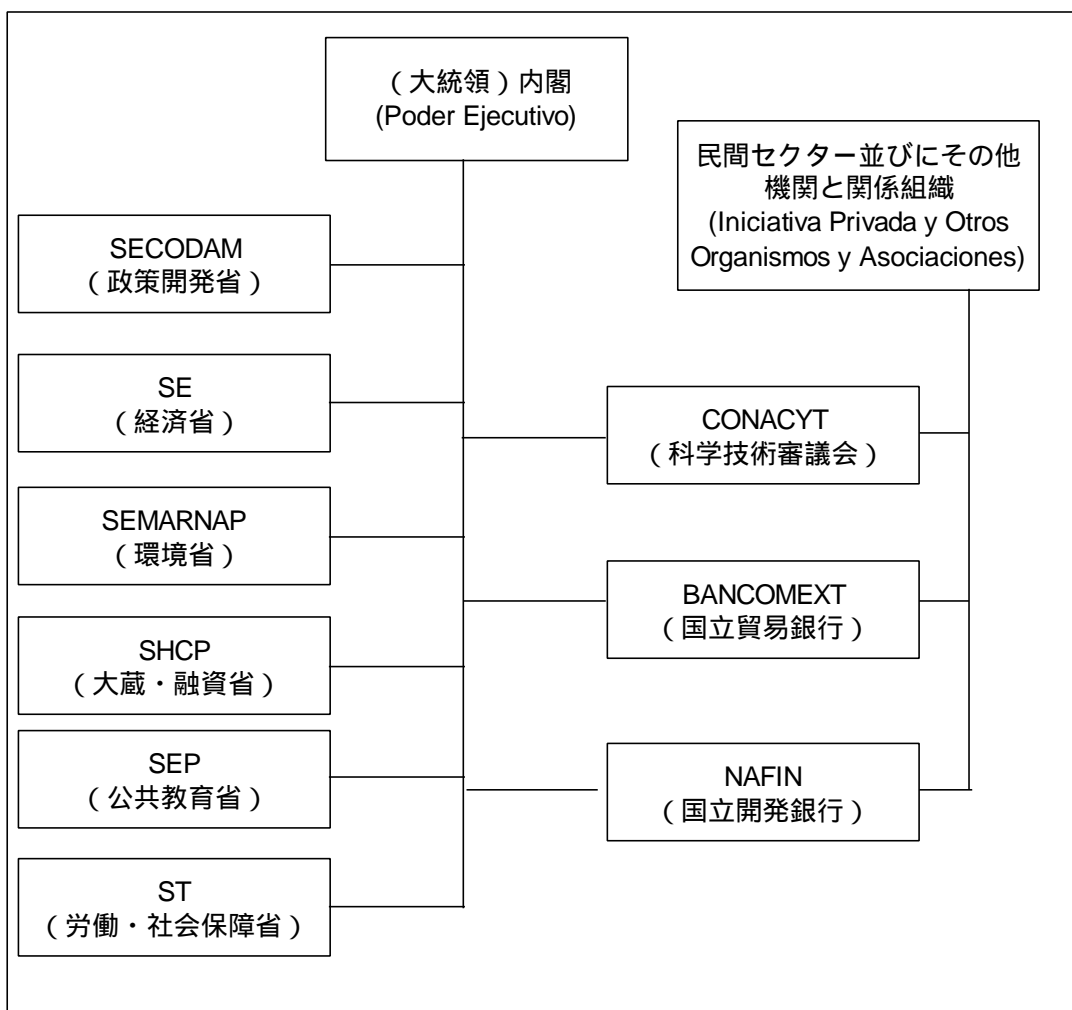 （大統領）内閣
(Poder Ejecutivo)
民間セクター並びにその他
機関と関係組織
(Iniciativa Privada y Otros
Organismos y Asociaciones)
SECODAM
（政策開発省）
SE
（経済省）
CONACYT
（科学技術審議会）
SEMARNAP
（環境省）
BANCOMEXT
（国立貿易銀行）
SHCP
（大蔵・融資省）
SEP
（公共教育省）
NAFIN
（国立開発銀行）
ST
（労働・社会保障省）